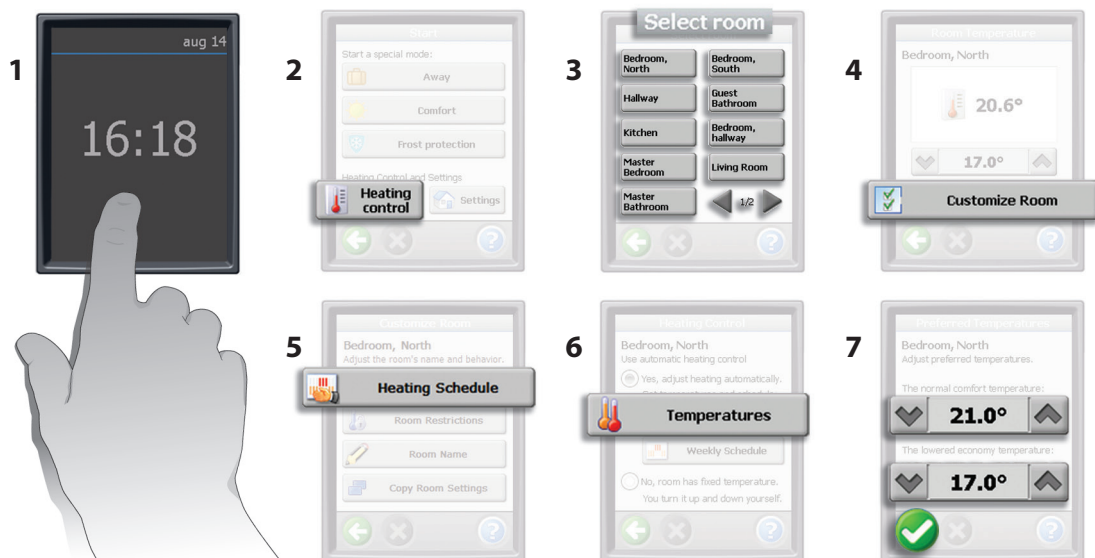 1
aug 14
16:18
2
Start
Start a special mode:
Away
Comfort
Frost protection
Heating Control and Settings
Heating
control
Settings
3
Select room
Bedroom,
North
Bedroom,
South
Hallway
Guest
Bathroom
Kitchen
Bedroom,
hallway
Master
Bedroom
Living Room
Master
Bathroom
1/2
4
Room Temperature
Bedroom, North
20.6°
17.0°
Customize Room
5
Customize Room
Bedroom, North
Adjust the room's name and behavior.
Heating Schedule
Room Restrictions
Room Name
Copy Room Settings
6
Heating Control
Bedroom, North
Use automatic heating control
Yes, adjust heating automatically.
Temperatures
Weekly Schedule
No, room has fixed temperature.
You turn it up and down yourself.
7
Preferred Temperatures
Bedroom, North
Adjust preferred temperatures.
The normal comfort temperature:
21.0°
The lowered economy temperature:
17.0°